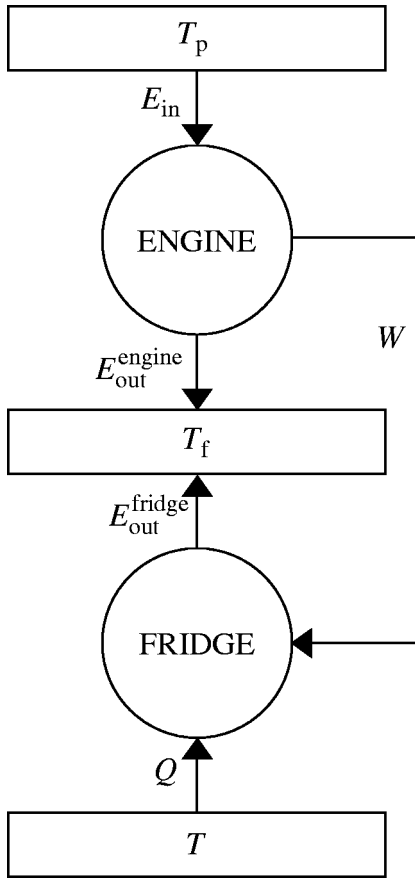 T_p
E_in
ENGINE
W
E_out^engine
T_f
E_out^fridge
FRIDGE
Q
T